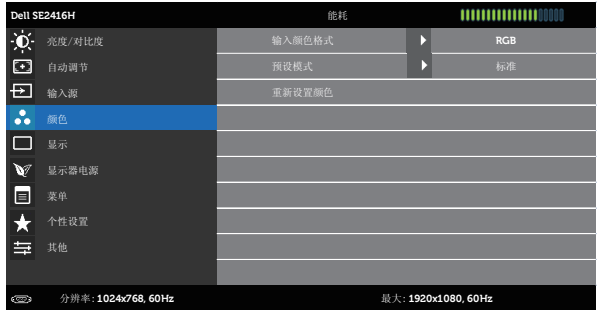 Dell SE2416H 能耗
亮度/对比度 输入颜色格式 RGB
自动调节 预设模式 标准
输入源 重新设置颜色
颜色
显示
显示器电源
菜单
个性设置
其他
分辨率: 1024x768, 60Hz 最大: 1920x1080, 60Hz